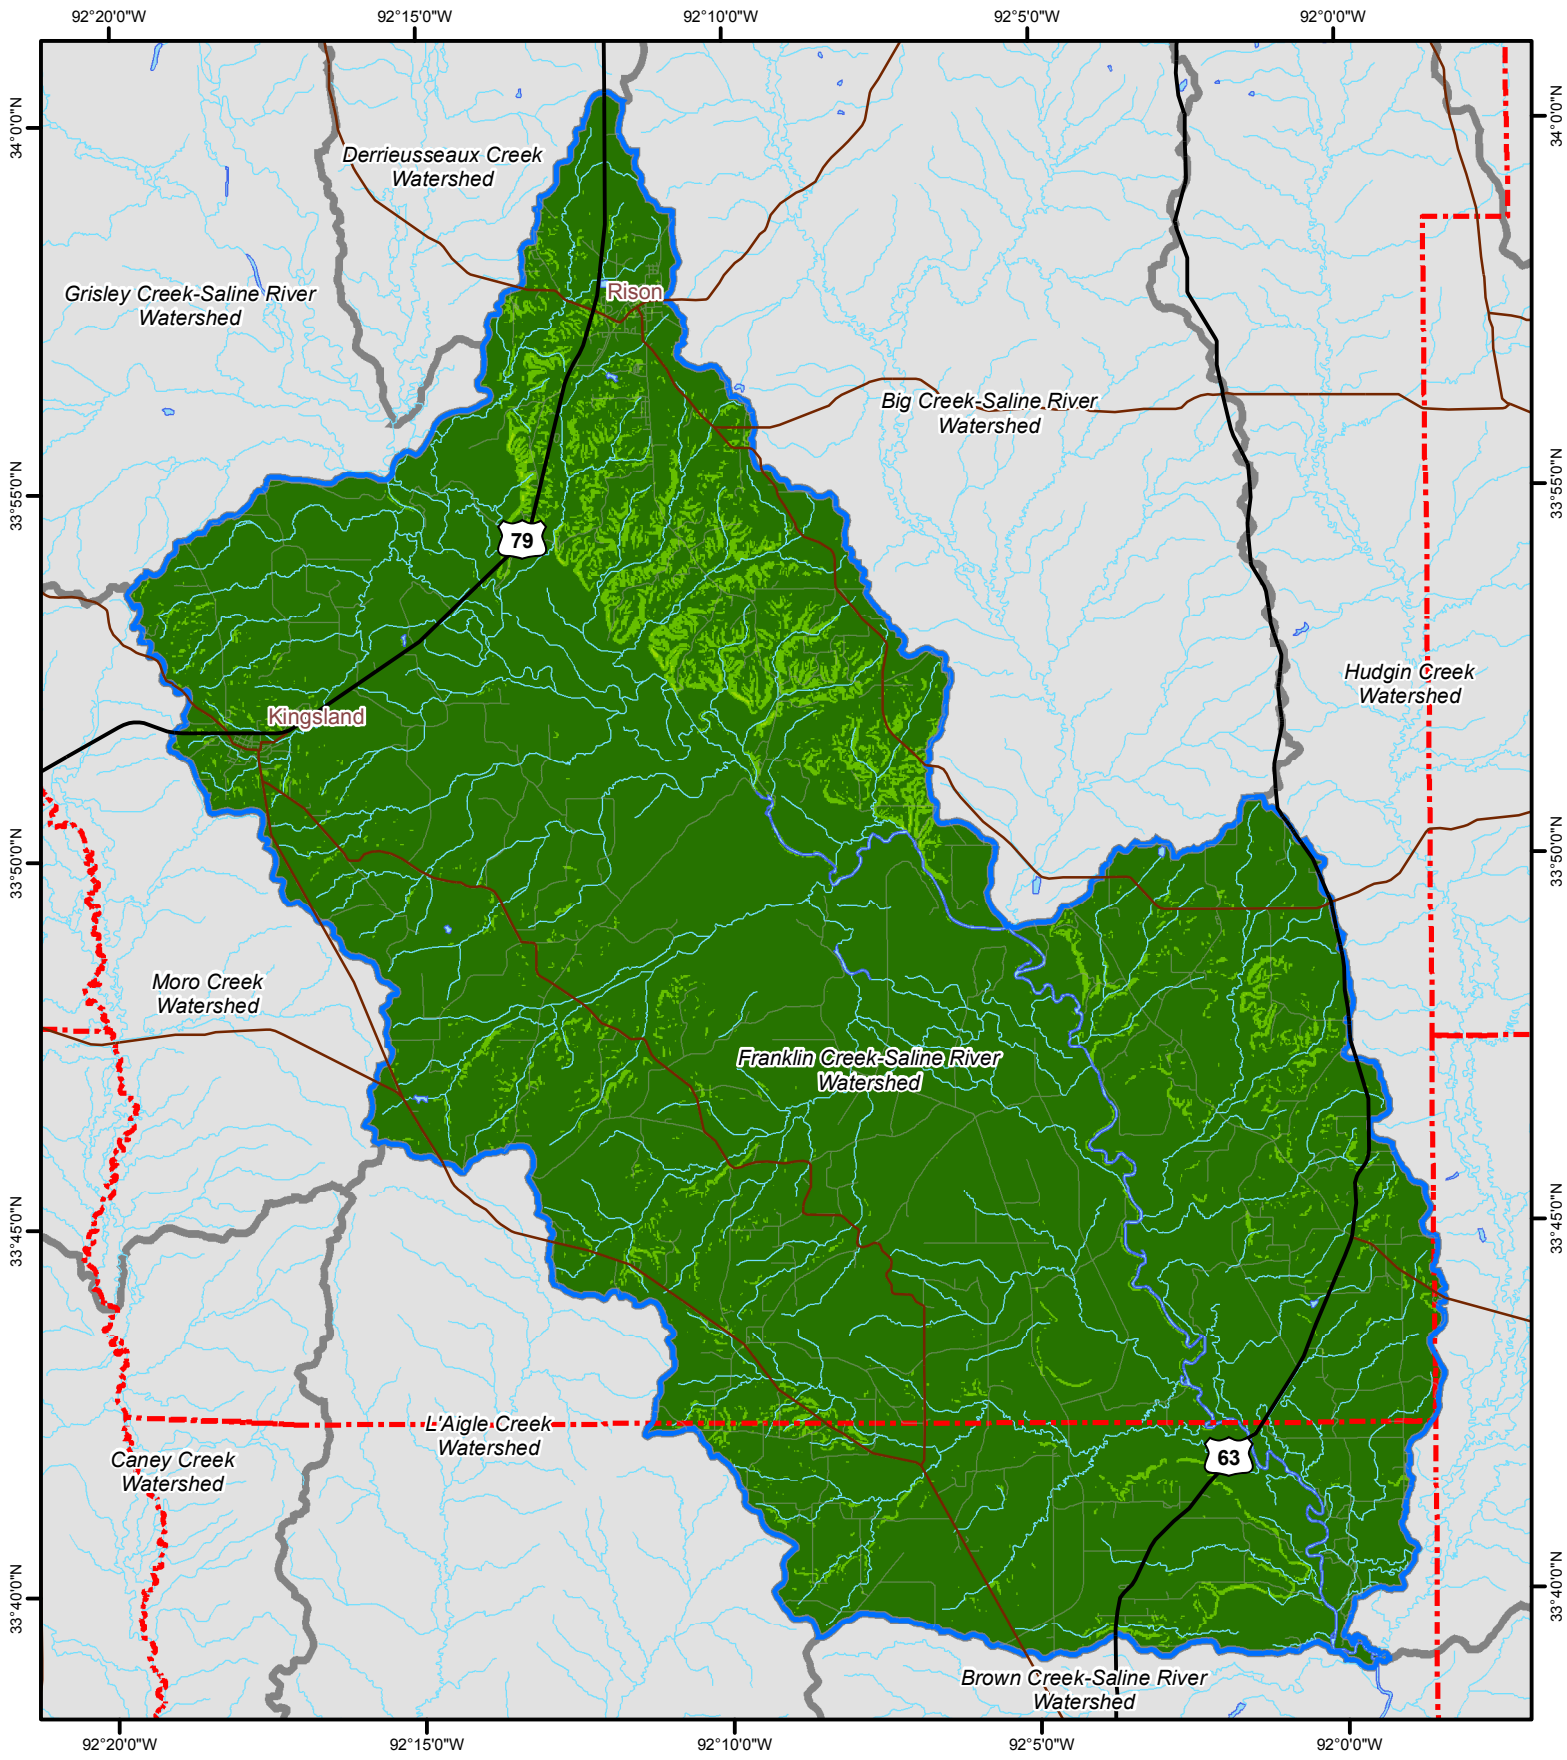 92°20'0"W 92°15'0"W 92°10'0"W 92°5'0"W 92°0'0"W
34°0'0"N
34°0'0"N
Derrieusseaux Creek
Watershed
Grisley Creek-Saline River
Watershed
Rison
Big Creek-Saline River
Watershed
33°55'0"N
33°55'0"N
79
Hudgin Creek
Watershed
Kingsland
33°50'0"N
33°50'0"N
Moro Creek
Watershed
Franklin Creek-Saline River
Watershed
33°45'0"N
33°45'0"N
L'Aigle Creek
Watershed
Caney Creek
Watershed
63
33°40'0"N
33°40'0"N
Brown Creek-Saline River
Watershed
92°20'0"W 92°15'0"W 92°10'0"W 92°50'0"W 92°0'0"W